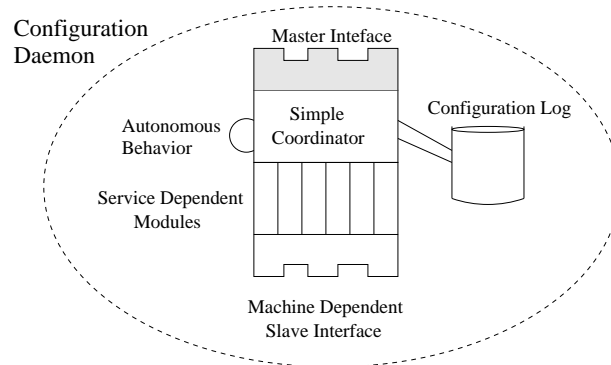 Configuration
Daemon
Master Inteface
Simple
Coordinator
Configuration Log
Autonomous
Behavior
Service Dependent
Modules
Machine Dependent
Slave Interface